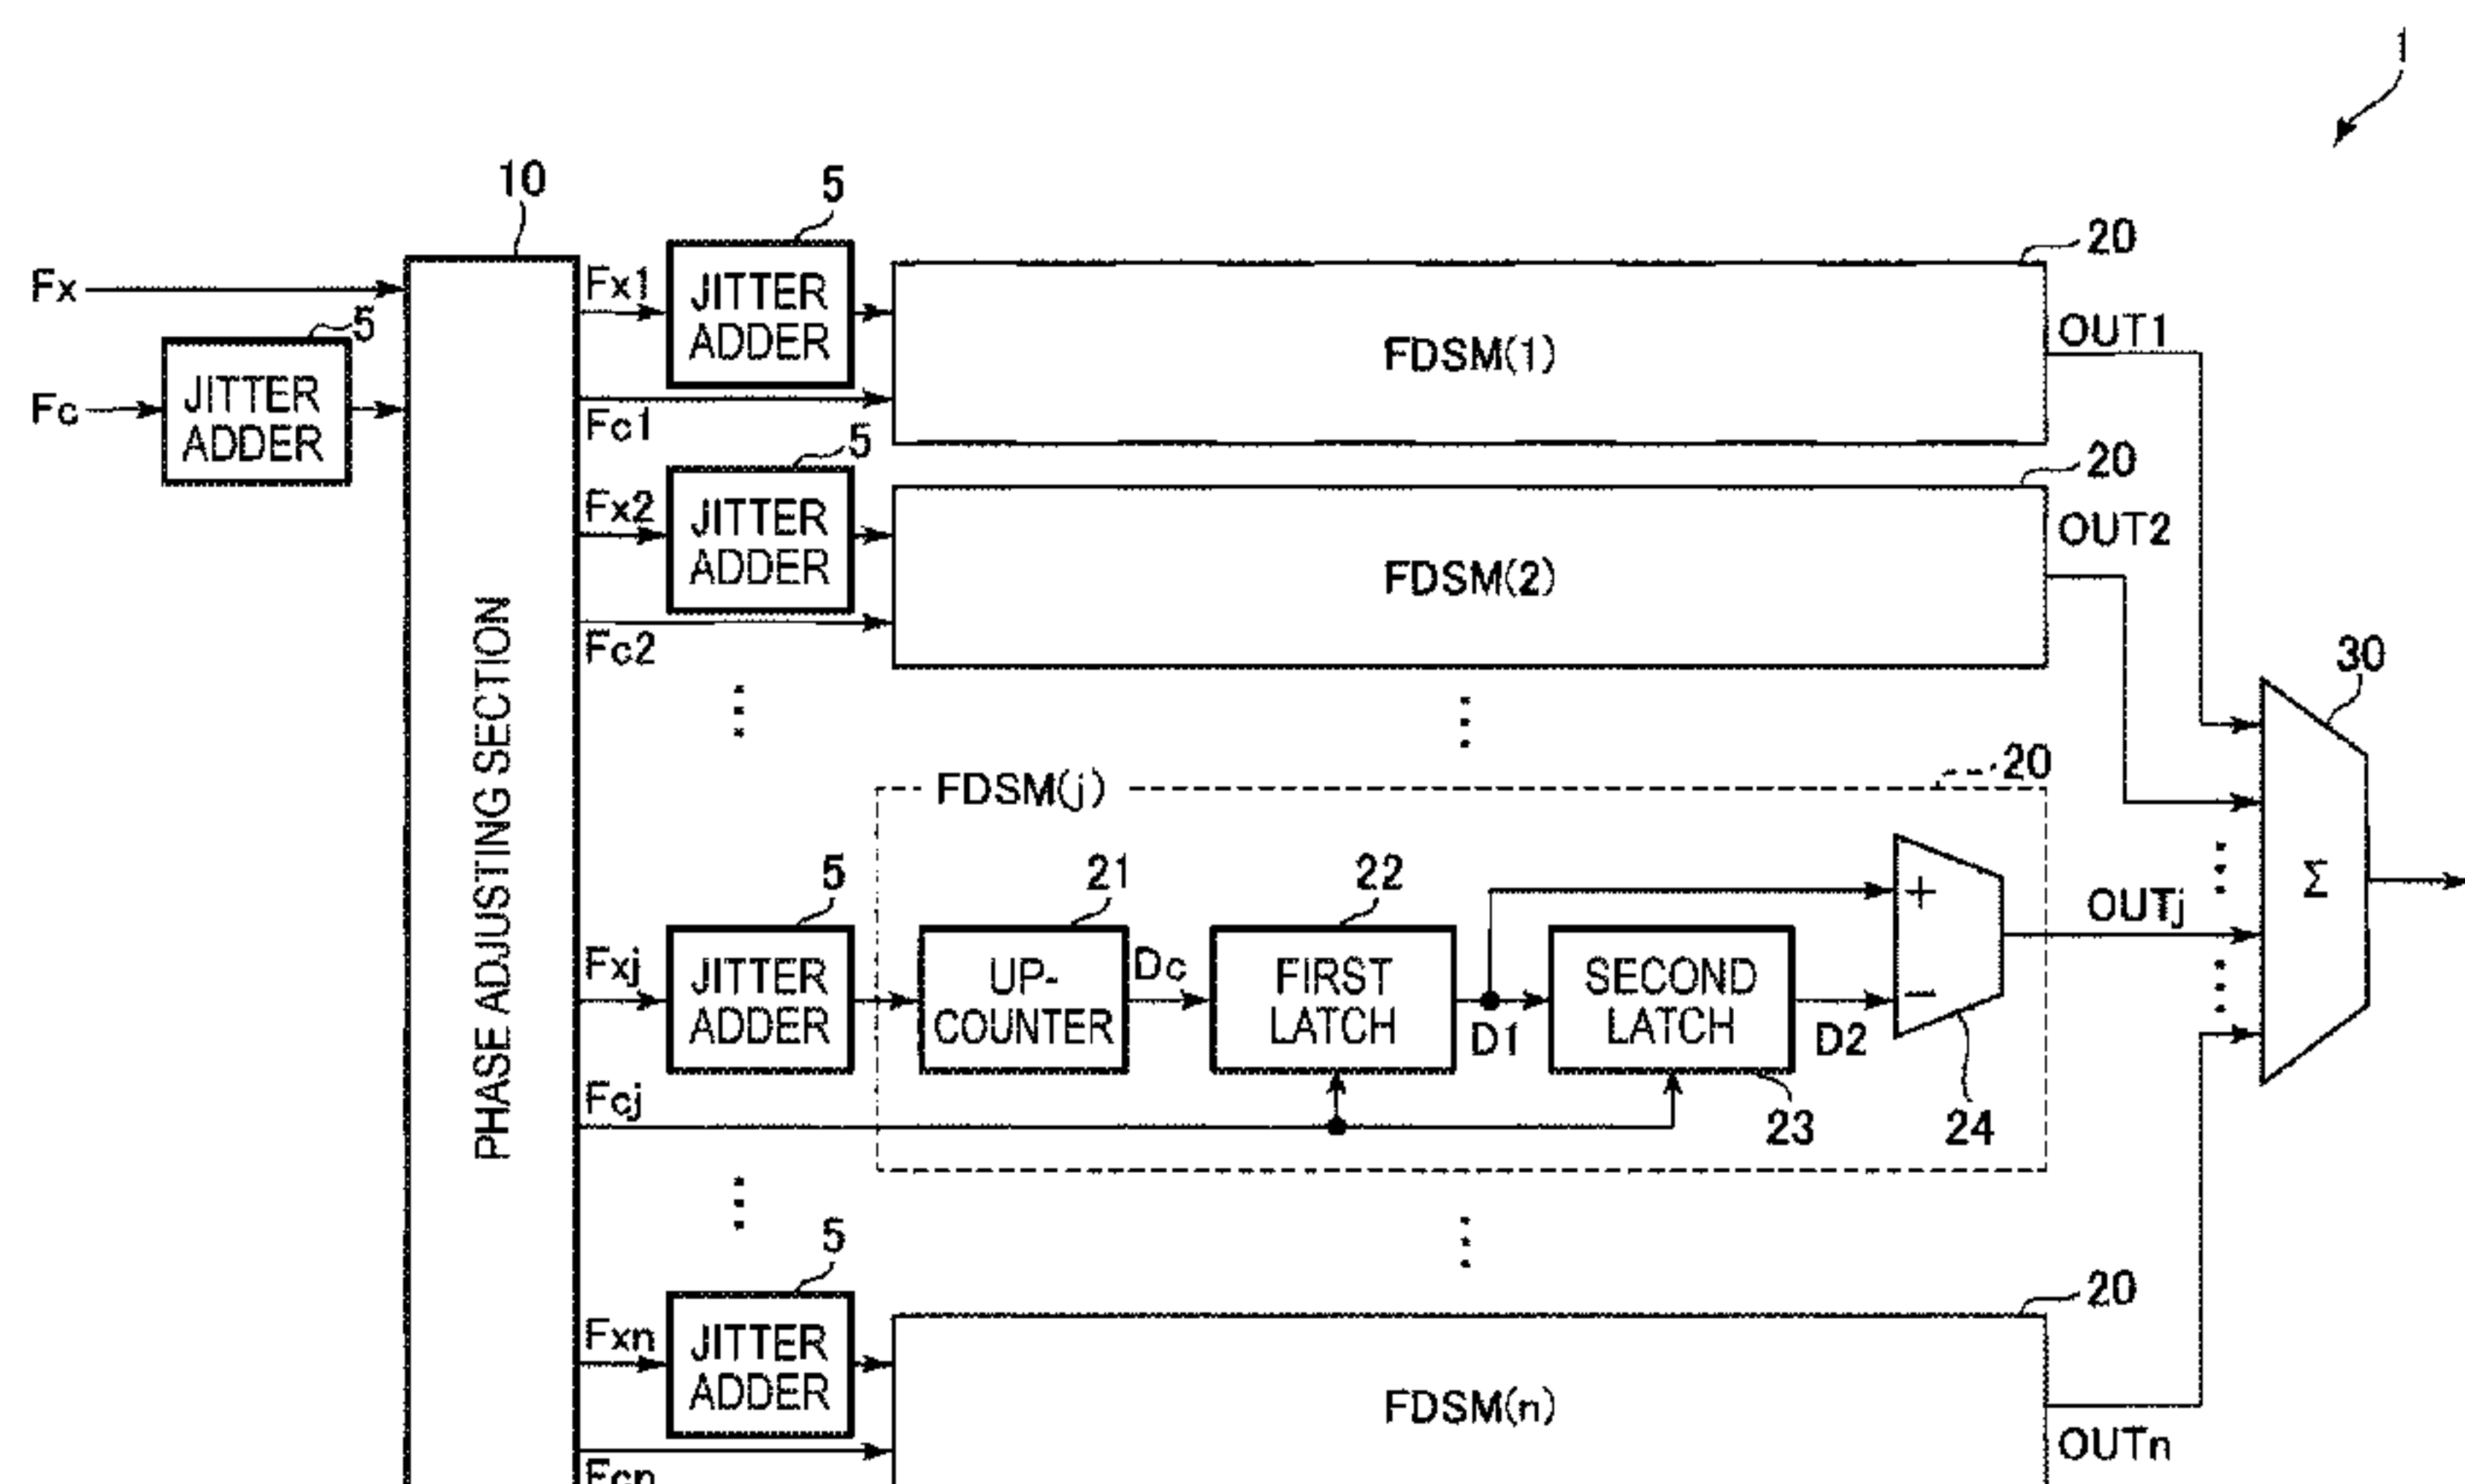 1
10
5
20
Fx
Fx1
JITTER
ADDER
FDSM(1)
OUT1
5
Fc
JITTER
ADDER
Fc1
5
20
Fx2
JITTER
ADDER
FDSM(2)
OUT2
Fc2
PHASE ADJUSTING SECTION
30
Σ
FDSM(j)
20
5
21
22
Fxj
JITTER
ADDER
UP-
COUNTER
Dc
FIRST
LATCH
D1
SECOND
LATCH
D2
+
−
OUTj
Fcj
23
24
5
20
Fxn
JITTER
ADDER
FDSM(n)
OUTn
Fcn